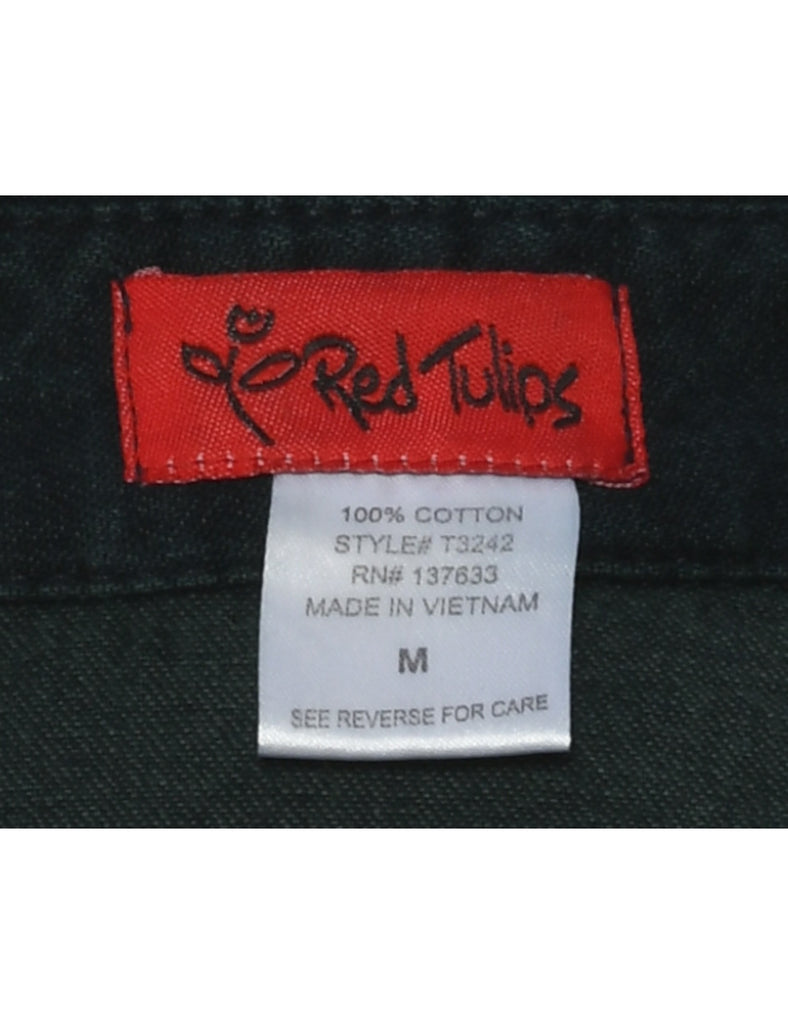 Red Tulips
100% COTTON
STYLE# T3242
RN# 137633
MADE IN VIETNAM
M
SEE REVERSE FOR CARE